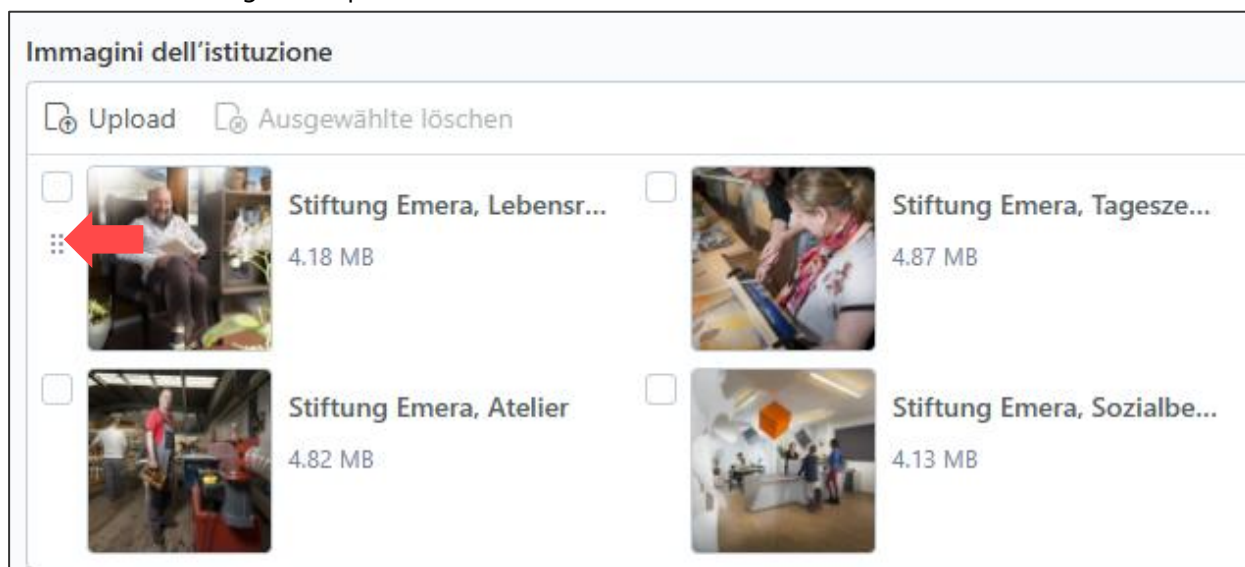 Immagini dell'istituzione
Upload Ausgewählte löschen
Stiftung Emera, Lebensr...
4.18 MB
Stiftung Emera, Tagesze...
4.87 MB
Stiftung Emera, Atelier
4.82 MB
Stiftung Emera, Sozialbe...
4.13 MB